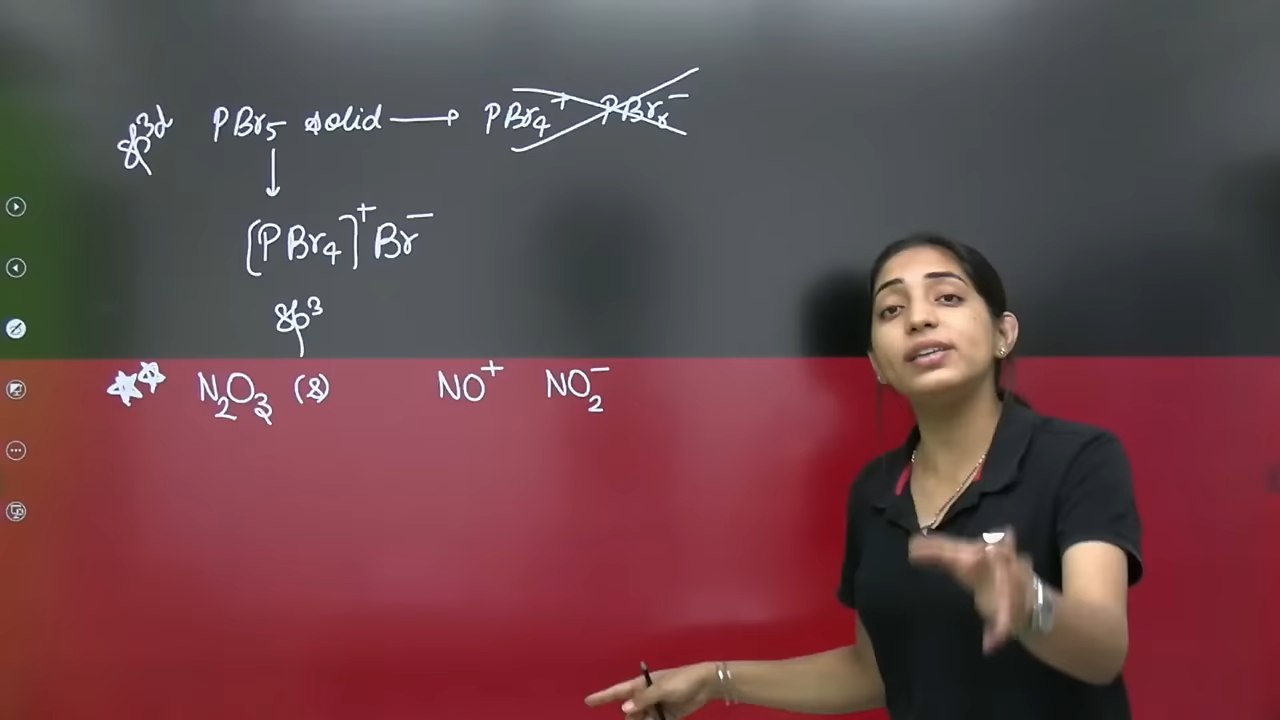 sp³d PBr₅ solid → PBr₄⁺ PBr₆⁻
↓
[PBr₄]⁺Br⁻
sp³
N₂O₃ (s) NO⁺ NO₂⁻